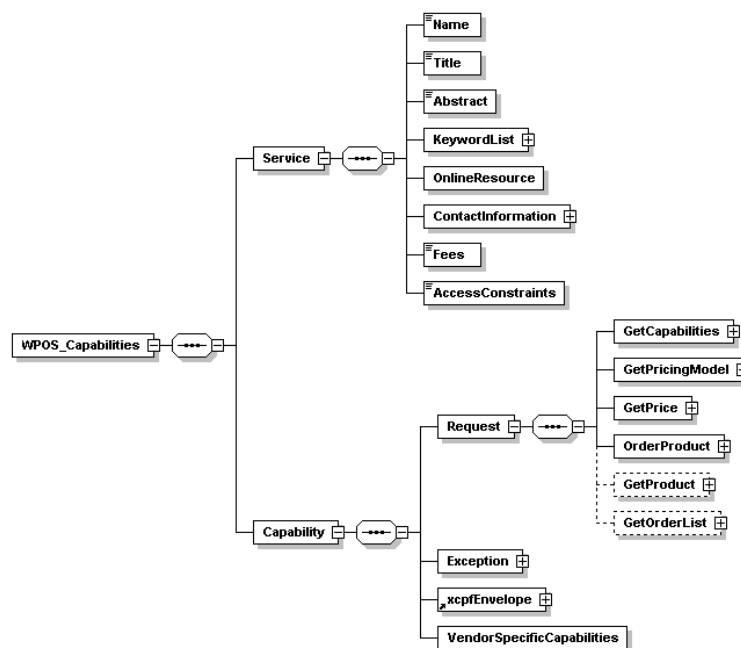 Name
Title
Abstract
KeywordList
Service
OnlineResource
ContactInformation
Fees
AccessConstraints
WPOS_Capabilities
GetCapabilities
GetPricingModel
GetPrice
Request
OrderProduct
GetProduct
GetOrderList
Capability
Exception
xcpfEnvelope
VendorSpecificCapabilities